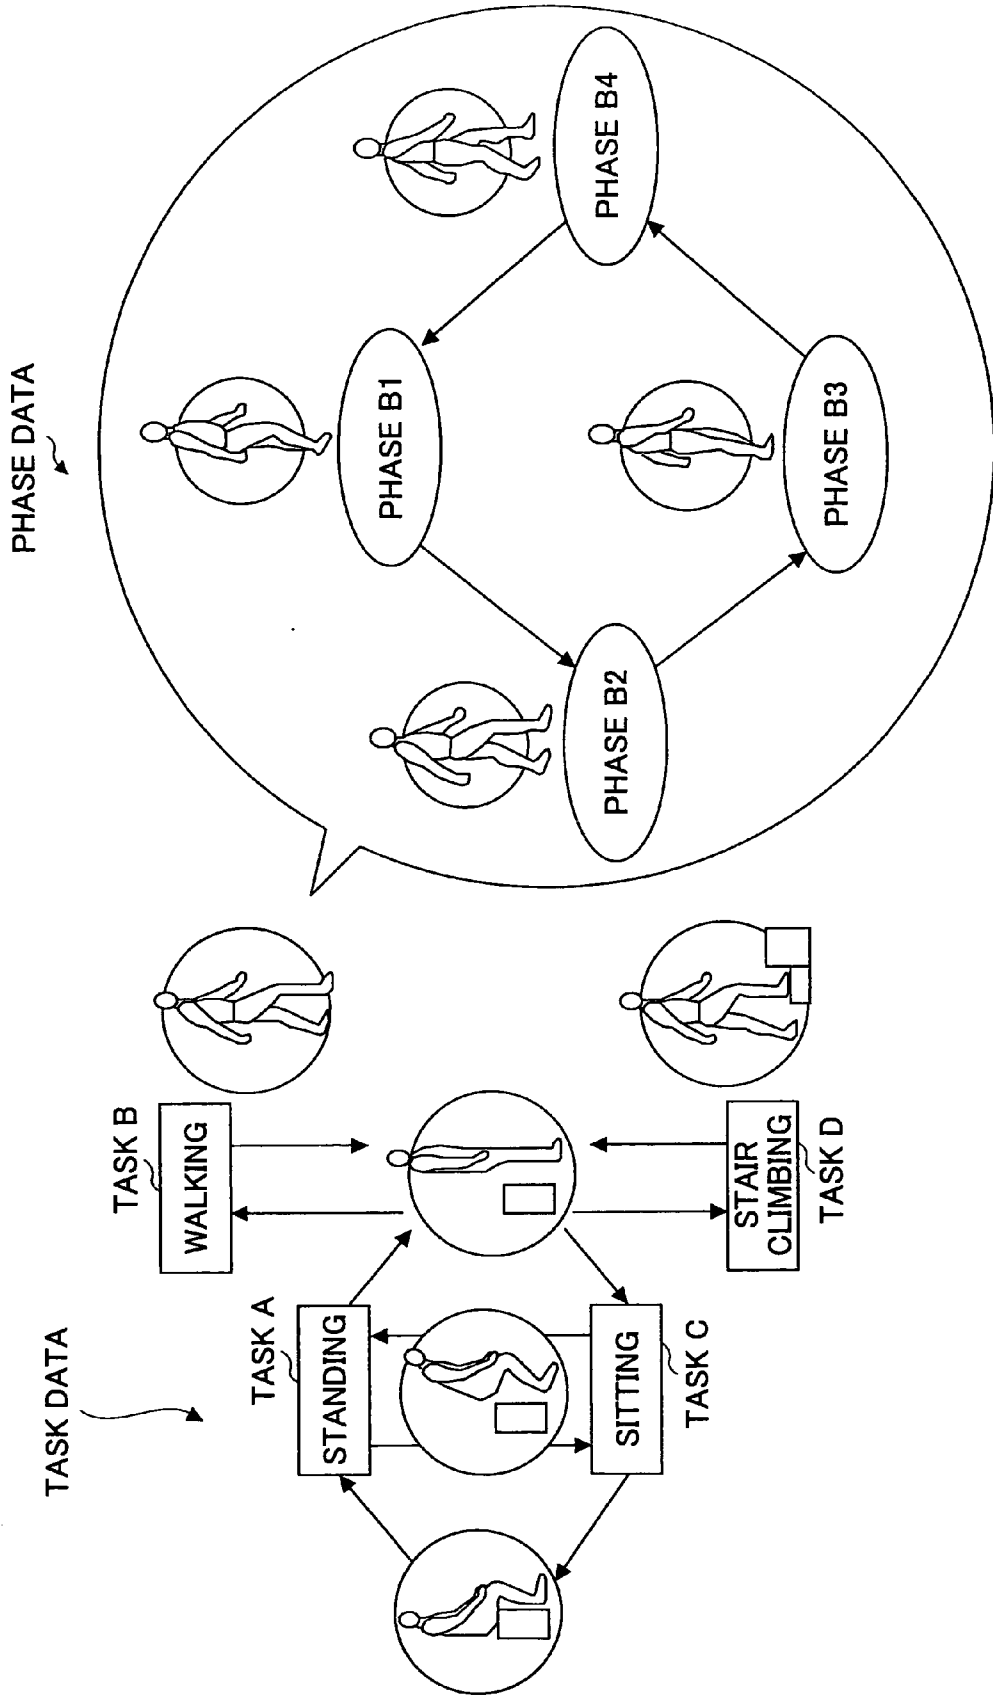 TASK DATA
PHASE DATA
TASK A
STANDING
TASK B
WALKING
SITTING
TASK C
STAIR
CLIMBING
TASK D
PHASE B1
PHASE B2
PHASE B3
PHASE B4